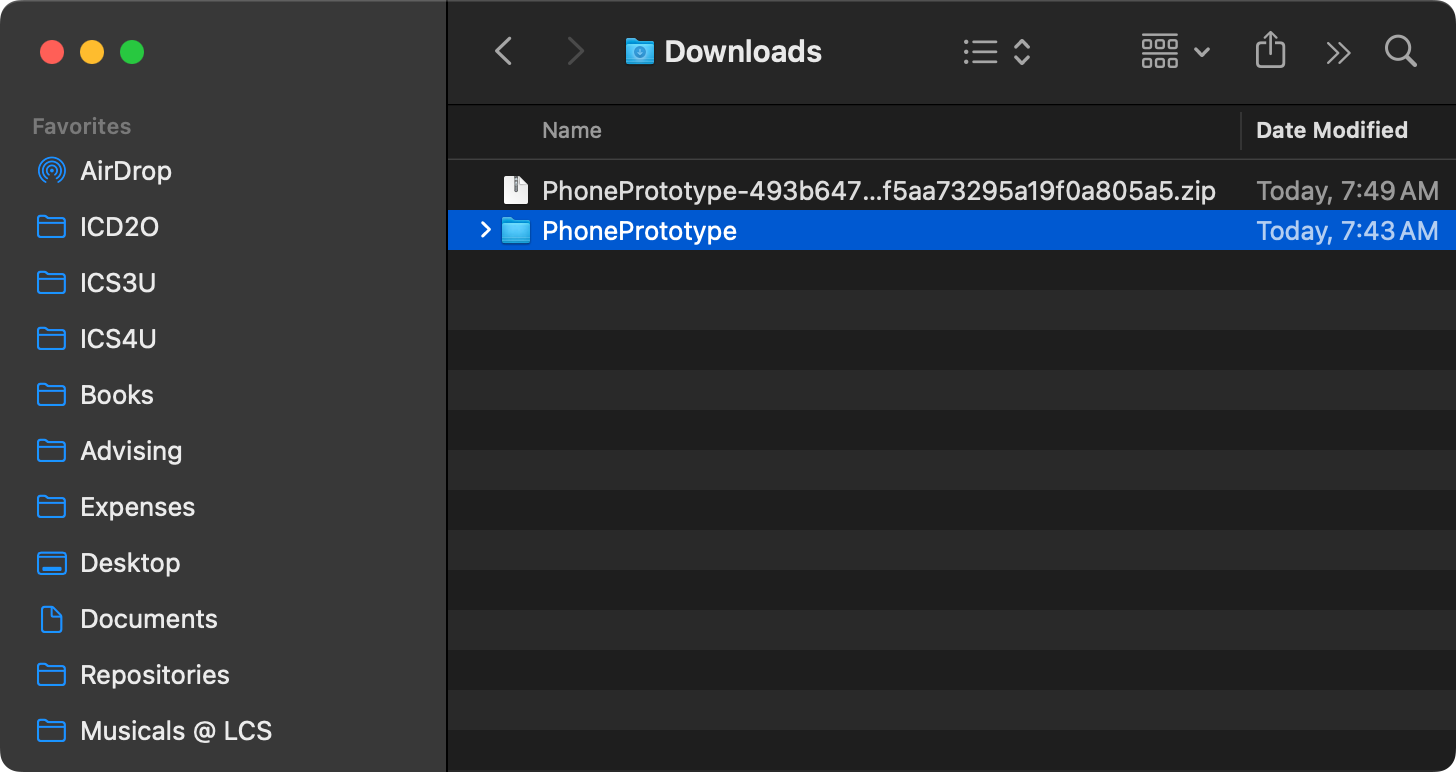 Downloads
Favorites
AirDrop
ICD2O
ICS3U
ICS4U
Books
Advising
Expenses
Desktop
Documents
Repositories
Musicals @ LCS
Name Date Modified
PhonePrototype-493b647...f5aa73295a19f0a805a5.zip Today, 7:49 AM
PhonePrototype Today, 7:43 AM